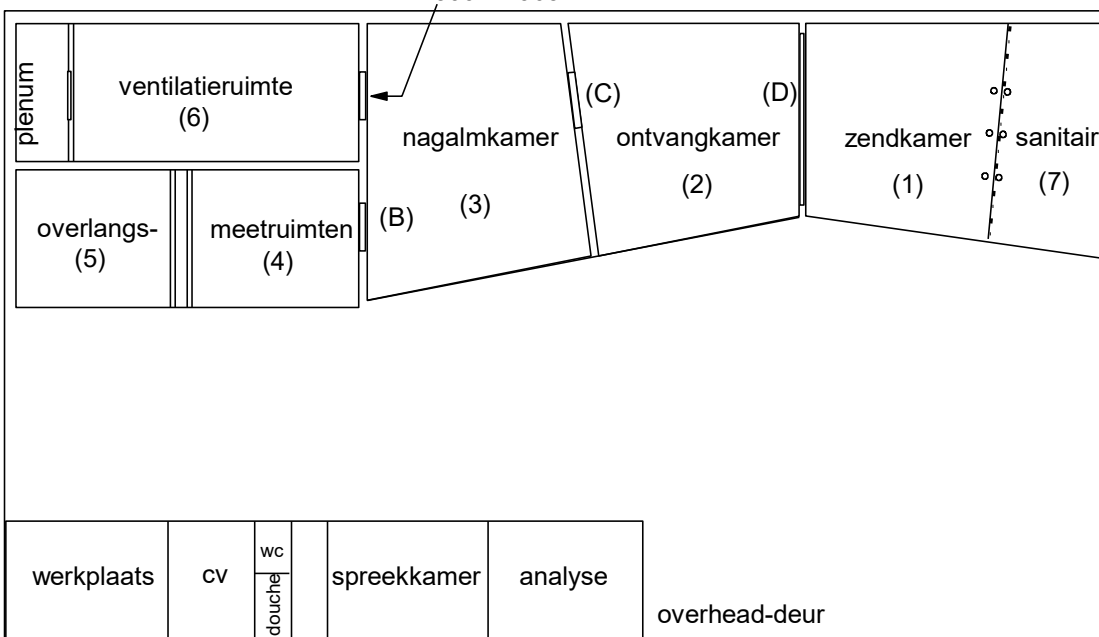 plenum
ventilatieruimte
(6)
nagalmkamer
(3)
(C)
ontvangkamer
(2)
(D)
zendkamer
(1)
sanitair
(7)
overlangs-
(5)
meetruimten
(4)
(B)
werkplaats
cv
wc
douche
spreekkamer
analyse
overhead-deur